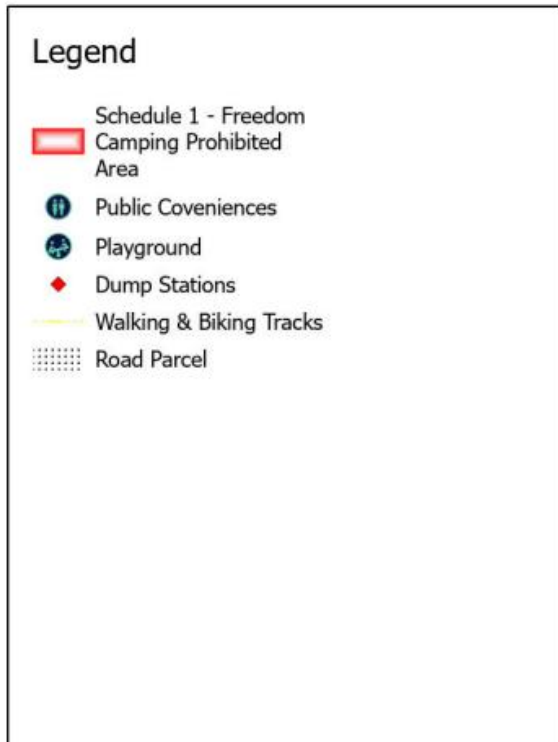 Legend
Schedule 1 - Freedom
Camping Prohibited
Area
Public Coveniences
Playground
Dump Stations
Walking & Biking Tracks
Road Parcel